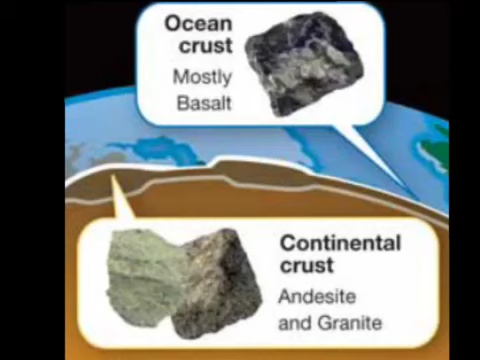 Ocean
crust
Mostly
Basalt
Continental
crust
Andesite
and Granite